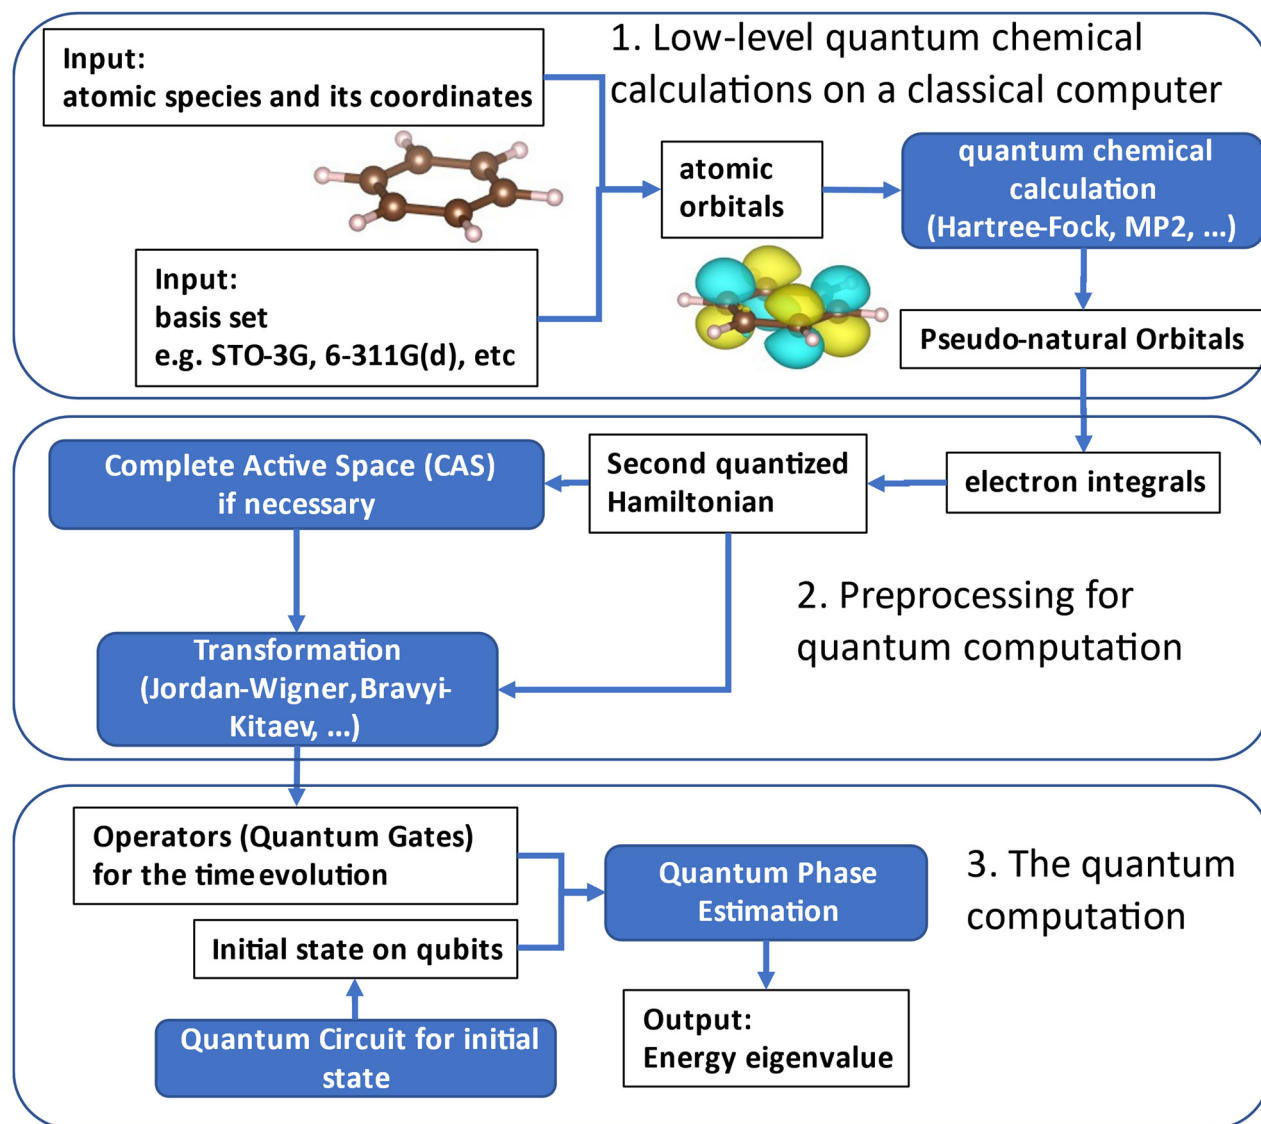 1. Low-level quantum chemical
calculations on a classical computer
Input:
atomic species and its coordinates
Input:
basis set
e.g. STO-3G, 6-311G(d), etc
atomic
orbitals
quantum chemical
calculation
(Hartree-Fock, MP2, ...)
Pseudo-natural Orbitals
electron integrals
Second quantized
Hamiltonian
Complete Active Space (CAS)
if necessary
2. Preprocessing for
quantum computation
Transformation
(Jordan-Wigner, Bravyi-
Kitaev, ...)
3. The quantum
computation
Operators (Quantum Gates)
for the time evolution
Initial state on qubits
Quantum Circuit for initial
state
Quantum Phase
Estimation
Output:
Energy eigenvalue